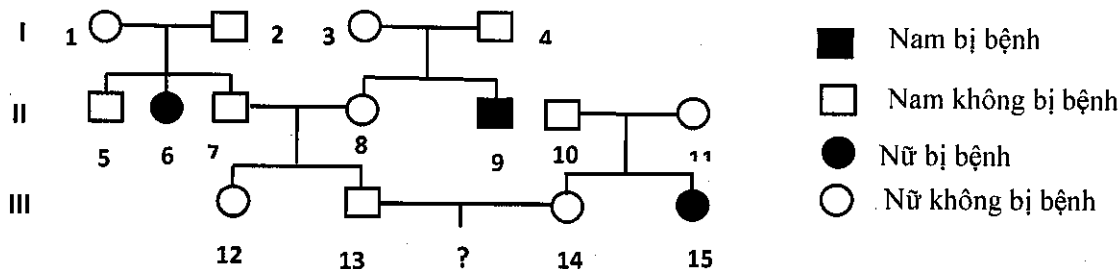 I 1 2 3 4
Nam bị bệnh
II
Nam không bị bệnh
5 6 7 8 9 10 11
Nữ bị bệnh
III
Nữ không bị bệnh
12 13 ? 14 15